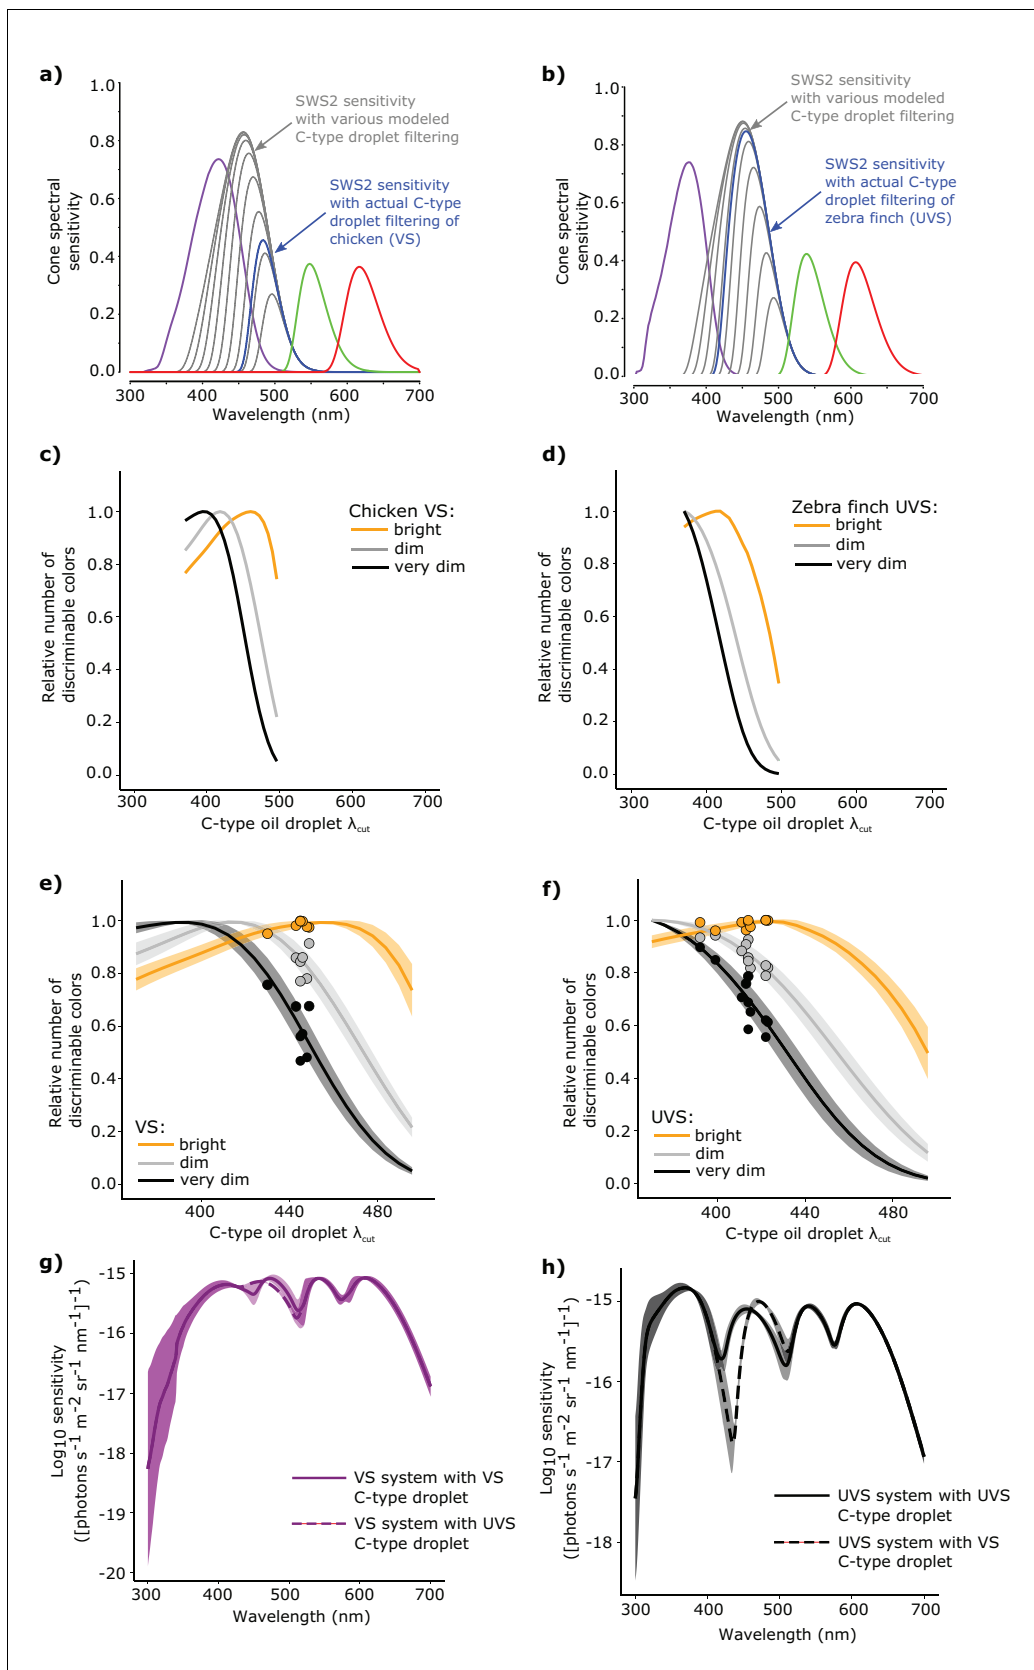 a)
1.0
0.8
0.6
0.4
0.2
0.0
Cone spectral
sensitivity
SWS2 sensitivity
with various modeled
C-type droplet filtering
SWS2 sensitivity
with actual C-type
droplet filtering of
chicken (VS)
300 400 500 600 700
Wavelength (nm)
b)
1.0
0.8
0.6
0.4
0.2
0.0
Cone spectral
sensitivity
SWS2 sensitivity
with various modeled
C-type droplet filtering
SWS2 sensitivity
with actual C-type
droplet filtering of
zebra finch (UVS)
300 400 500 600 700
Wavelength (nm)
c)
1.0
0.8
0.6
0.4
0.2
0.0
Relative number of
discriminable colors
Chicken VS:
bright
dim
very dim
300 400 500 600 700
C-type oil droplet λcut
d)
1.0
0.8
0.6
0.4
0.2
0.0
Relative number of
discriminable colors
Zebra finch UVS:
bright
dim
very dim
300 400 500 600 700
C-type oil droplet λcut
e)
1.0
0.8
0.6
0.4
0.2
0.0
Relative number of
discriminable colors
VS:
bright
dim
very dim
400 440 480
C-type oil droplet λcut
f)
1.0
0.8
0.6
0.4
0.2
0.0
Relative number of
discriminable colors
UVS:
bright
dim
very dim
400 440 480
C-type oil droplet λcut
g)
-15
-16
-17
-18
-19
-20
Log10 sensitivity
([photons s-1 m-2 sr-1 nm-1]-1)
VS system with VS
C-type droplet
VS system with UVS
C-type droplet
300 400 500 600 700
Wavelength (nm)
h)
-15
-16
-17
-18
Log10 sensitivity
([photons s-1 m-2 sr-1 nm-1]-1)
UVS system with UVS
C-type droplet
UVS system with VS
C-type droplet
300 400 500 600 700
Wavelength (nm)